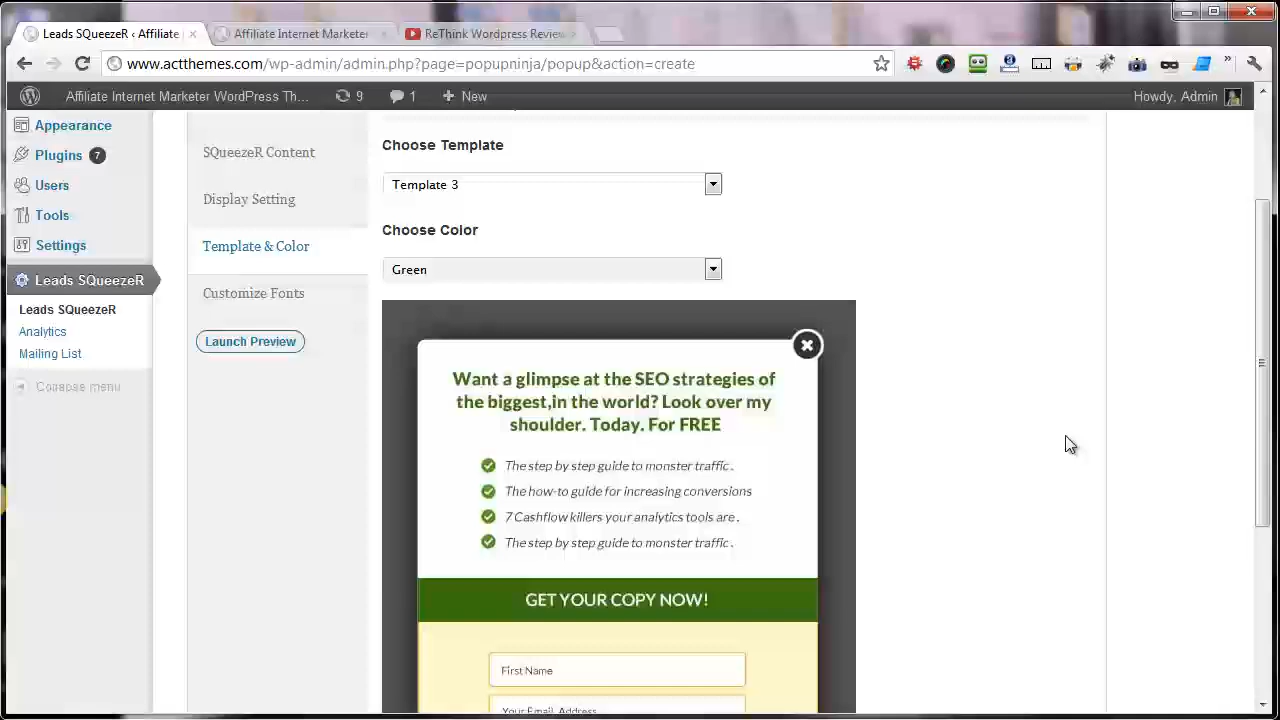 Leads SQueezeR ‹ Affiliate
Affiliate Internet Marketer
ReThink Wordpress Review
www.actthemes.com/wp-admin/admin.php?page=popupninja/popup&action=create
Affiliate Internet Marketer WordPress Th...
9
1
New
Howdy, Admin
Appearance
Plugins 7
Users
Tools
Settings
Leads SQueezeR
Leads SQueezeR
Analytics
Mailing List
Collapse menu
SQueezeR Content
Display Setting
Template & Color
Customize Fonts
Launch Preview
Choose Template
Template 3
Choose Color
Green
Want a glimpse at the SEO strategies of
the biggest,in the world? Look over my
shoulder. Today. For FREE
The step by step guide to monster traffic .
The how-to guide for increasing conversions
7 Cashflow killers your analytics tools are .
The step by step guide to monster traffic .
GET YOUR COPY NOW!
First Name
Your Email Address